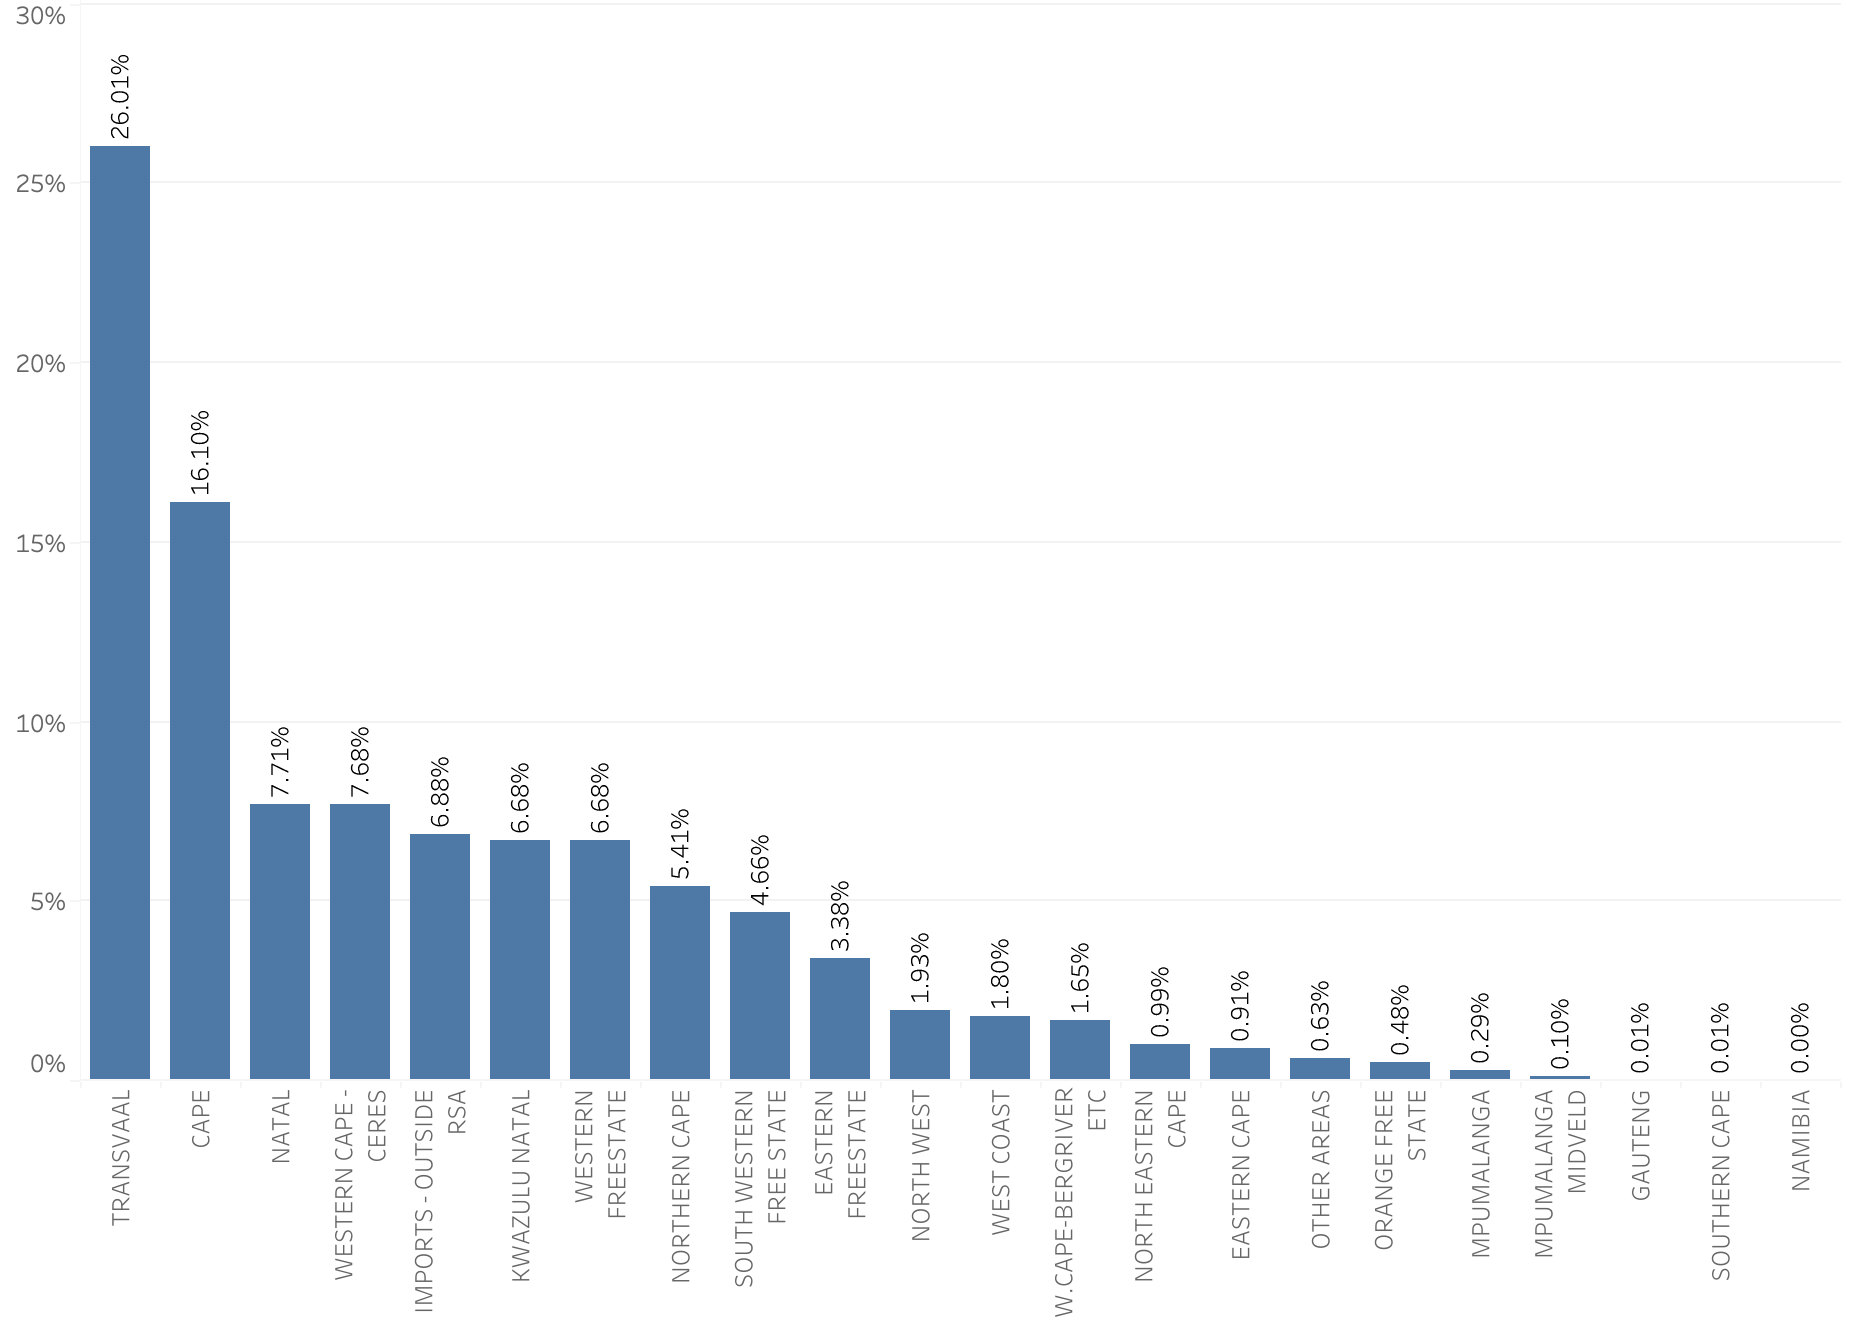 30%
25%
20%
15%
10%
5%
0%
26.01%
16.10%
7.71%
7.68%
6.88%
6.68%
6.68%
5.41%
4.66%
3.38%
1.93%
1.80%
1.65%
0.99%
0.91%
0.63%
0.48%
0.29%
0.10%
0.01%
0.01%
0.00%
TRANSVAAL
CAPE
NATAL
WESTERN CAPE -
CERES
IMPORTS - OUTSIDE
RSA
KWAZULU NATAL
WESTERN
FREESTATE
NORTHERN CAPE
SOUTH WESTERN
FREE STATE
EASTERN
FREESTATE
NORTH WEST
WEST COAST
W.CAPE-BERGRIVER
ETC
NORTH EASTERN
CAPE
EASTERN CAPE
OTHER AREAS
ORANGE FREE
STATE
MPUMALANGA
MPUMALANGA
MIDVELD
GAUTENG
SOUTHERN CAPE
NAMIBIA